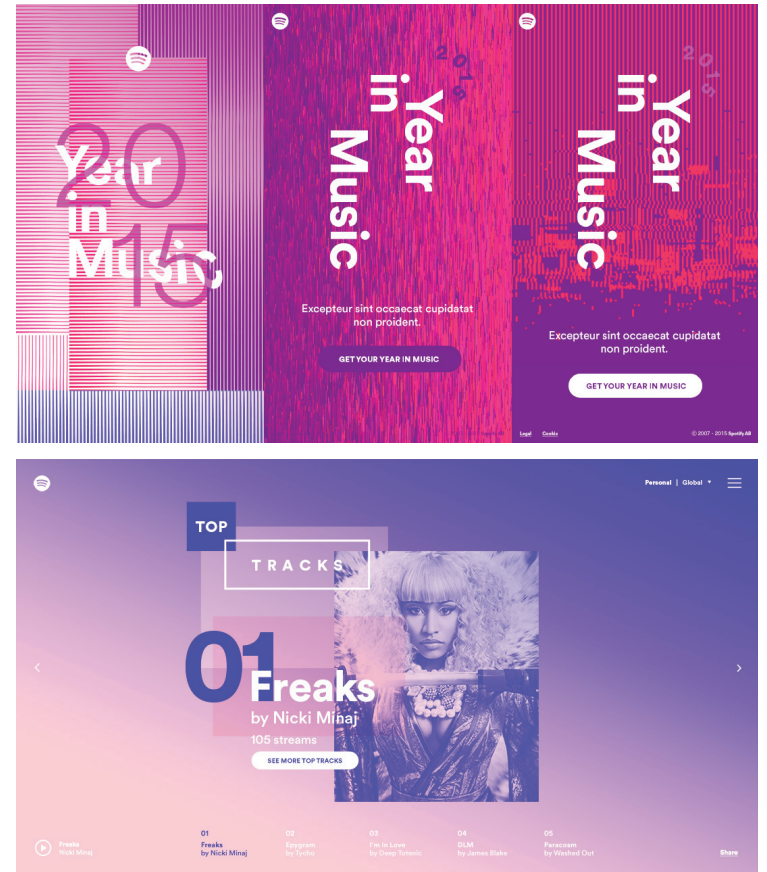 2015
Year
in
Music
2015
Year
in
Music
Excepteur sint occaecat cupidatat
non proident.
GET YOUR YEAR IN MUSIC
2015
Year
in
Music
Excepteur sint occaecat cupidatat
non proident.
GET YOUR YEAR IN MUSIC
Legal Cookie
© 2007 - 2015 Spotify AB
Personal | Global
TOP
TRACKS
01
Freaks
by Nicki Minaj
105 streams
SEE MORE TOP TRACKS
Freaks
Nicki Minaj
01
Freaks
by Nicki Minaj
02
Epygram
by Tycho
03
I'm in Love
by Deep Totonic
04
DLM
by James Blake
05
Paracosm
by Washed Out
Share